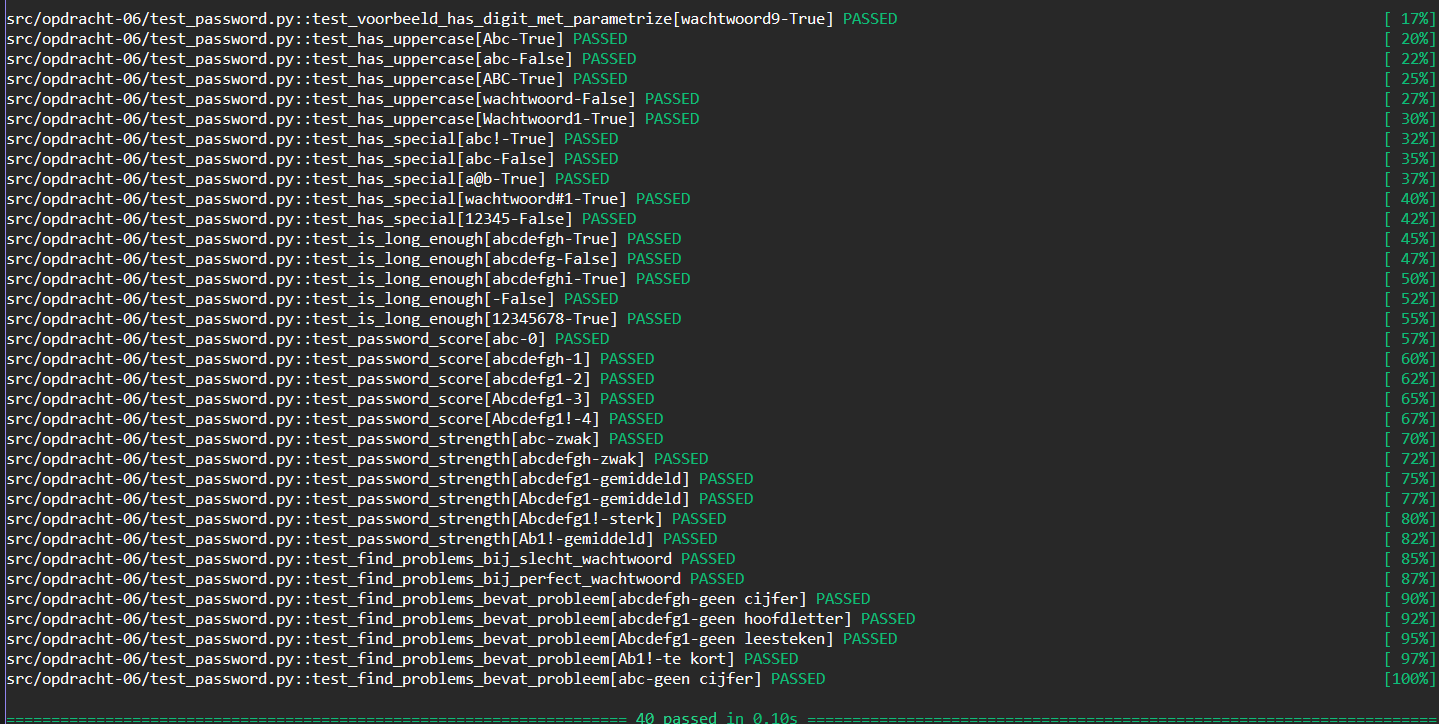 src/opdracht-06/test_password.py::test_voorbeeld_has_digit_met_parametrize[wachtwoord9-True] PASSED [ 17%]
src/opdracht-06/test_password.py::test_has_uppercase[Abc-True] PASSED [ 20%]
src/opdracht-06/test_password.py::test_has_uppercase[abc-False] PASSED [ 22%]
src/opdracht-06/test_password.py::test_has_uppercase[ABC-True] PASSED [ 25%]
src/opdracht-06/test_password.py::test_has_uppercase[wachtwoord-False] PASSED [ 27%]
src/opdracht-06/test_password.py::test_has_uppercase[Wachtwoord1-True] PASSED [ 30%]
src/opdracht-06/test_password.py::test_has_special[abc!-True] PASSED [ 32%]
src/opdracht-06/test_password.py::test_has_special[abc-False] PASSED [ 35%]
src/opdracht-06/test_password.py::test_has_special[a@b-True] PASSED [ 37%]
src/opdracht-06/test_password.py::test_has_special[wachtwoord#1-True] PASSED [ 40%]
src/opdracht-06/test_password.py::test_has_special[12345-False] PASSED [ 42%]
src/opdracht-06/test_password.py::test_is_long_enough[abcdefgh-True] PASSED [ 45%]
src/opdracht-06/test_password.py::test_is_long_enough[abcdefg-False] PASSED [ 47%]
src/opdracht-06/test_password.py::test_is_long_enough[abcdefghi-True] PASSED [ 50%]
src/opdracht-06/test_password.py::test_is_long_enough[-False] PASSED [ 52%]
src/opdracht-06/test_password.py::test_is_long_enough[12345678-True] PASSED [ 55%]
src/opdracht-06/test_password.py::test_password_score[abc-0] PASSED [ 57%]
src/opdracht-06/test_password.py::test_password_score[abcdefgh-1] PASSED [ 60%]
src/opdracht-06/test_password.py::test_password_score[abcdefg1-2] PASSED [ 62%]
src/opdracht-06/test_password.py::test_password_score[Abcdefg1-3] PASSED [ 65%]
src/opdracht-06/test_password.py::test_password_score[Abcdefg1!-4] PASSED [ 67%]
src/opdracht-06/test_password.py::test_password_strength[abc-zwak] PASSED [ 70%]
src/opdracht-06/test_password.py::test_password_strength[abcdefgh-zwak] PASSED [ 72%]
src/opdracht-06/test_password.py::test_password_strength[abcdefg1-gemiddeld] PASSED [ 75%]
src/opdracht-06/test_password.py::test_password_strength[Abcdefg1-gemiddeld] PASSED [ 77%]
src/opdracht-06/test_password.py::test_password_strength[Abcdefg1!-sterk] PASSED [ 80%]
src/opdracht-06/test_password.py::test_password_strength[Ab1!-gemiddeld] PASSED [ 82%]
src/opdracht-06/test_password.py::test_find_problems_bij_slecht_wachtwoord PASSED [ 85%]
src/opdracht-06/test_password.py::test_find_problems_bij_perfect_wachtwoord PASSED [ 87%]
src/opdracht-06/test_password.py::test_find_problems_bevat_probleem[abcdefgh-geen cijfer] PASSED [ 90%]
src/opdracht-06/test_password.py::test_find_problems_bevat_probleem[abcdefg1-geen hoofdletter] PASSED [ 92%]
src/opdracht-06/test_password.py::test_find_problems_bevat_probleem[Abcdefg1-geen leesteken] PASSED [ 95%]
src/opdracht-06/test_password.py::test_find_problems_bevat_probleem[Ab1!-te kort] PASSED [ 97%]
src/opdracht-06/test_password.py::test_find_problems_bevat_probleem[abc-geen cijfer] PASSED [100%]
===================================================================== 40 passed in 0.10s ======================================================================